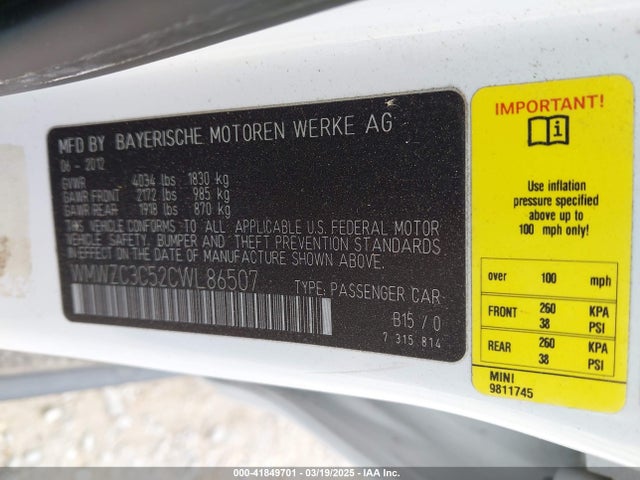 MFD BY BAYERISCHE MOTOREN WERKE AG
06 - 2012
GVWR 4034 lbs 1830 kg
GAWR FRONT 2172 lbs 985 kg
GAWR REAR 1918 lbs 870 kg
THIS VEHICLE CONFORMS TO ALL APPLICABLE U.S. FEDERAL MOTOR
VEHICLE SAFETY, BUMPER AND THEFT PREVENTION STANDARDS
IN EFFECT ON THE DATE OF MANUFACTURE SHOWN ABOVE.
WMWZC3C52CWL86507
TYPE: PASSENGER CAR
B15 / 0
7 315 814
IMPORTANT!
i
Use inflation
pressure specified
above up to
100 mph only!
over 100 mph
FRONT 260 KPA
38 PSI
REAR 260 KPA
38 PSI
MINI
9811745
000-41849701 - 03/19/2025 - IAA Inc.